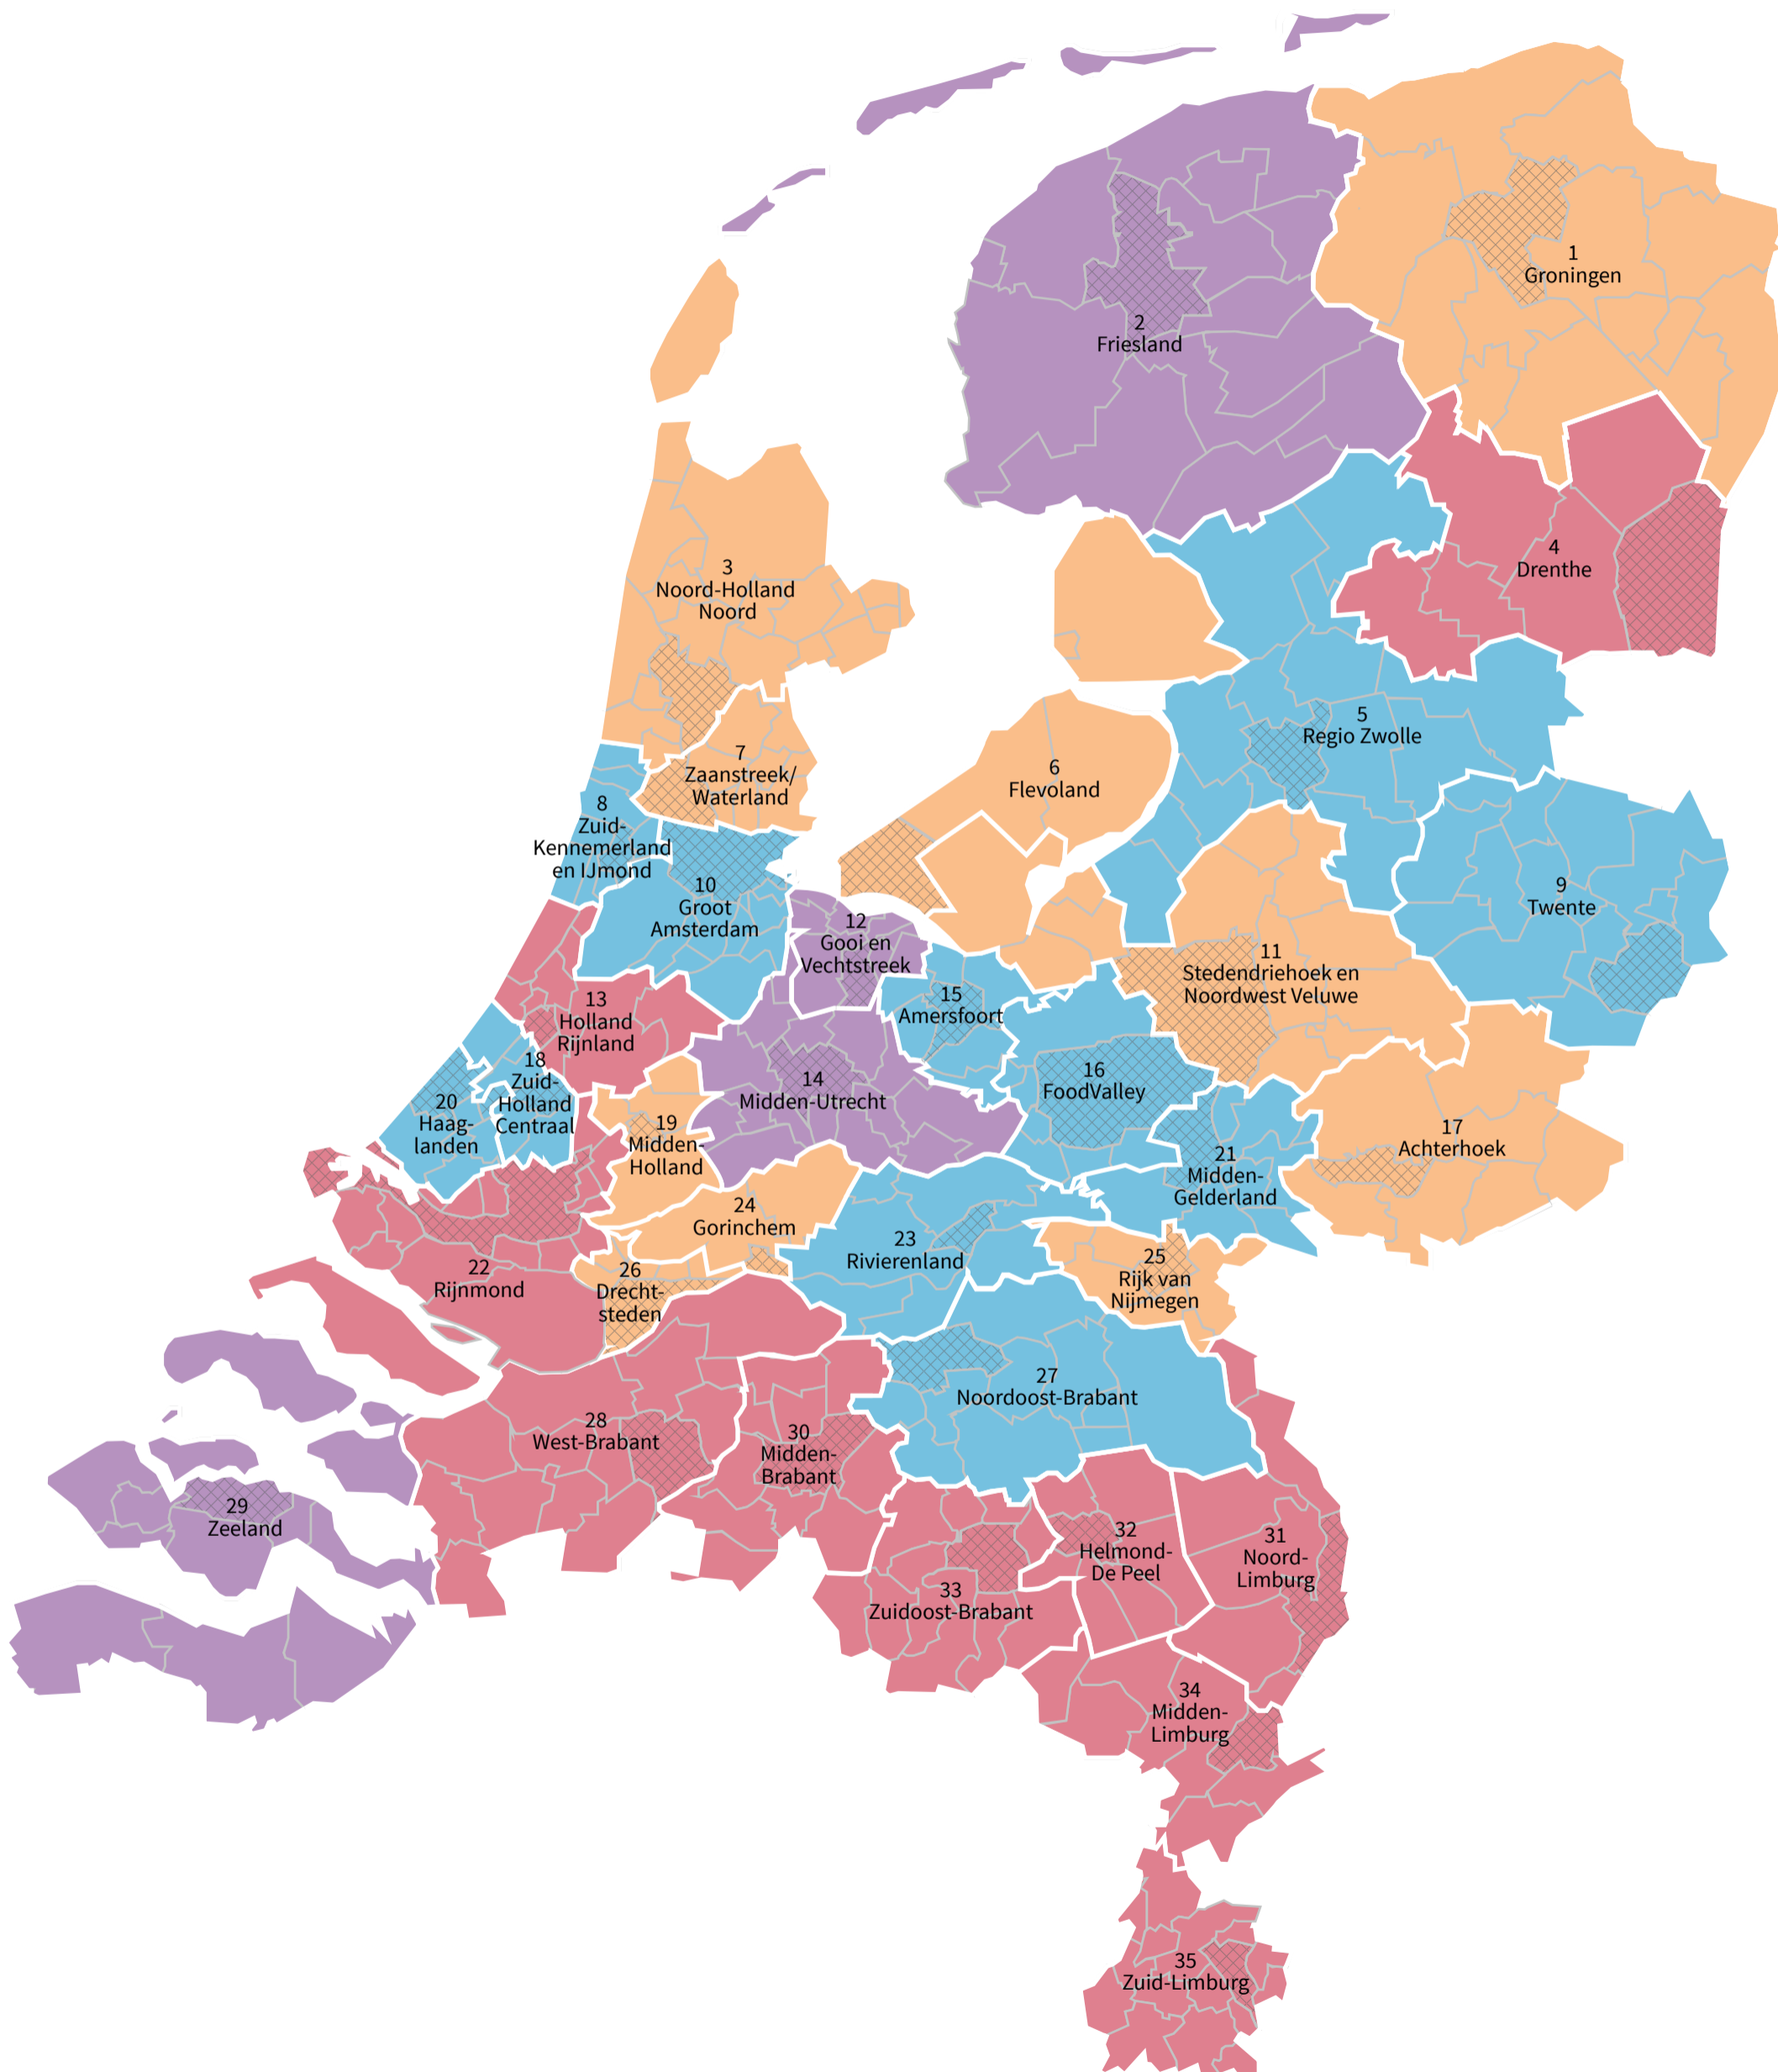 1
Groningen
2
Friesland
3
Noord-Holland
Noord
4
Drenthe
5
Regio Zwolle
6
Flevoland
7
Zaanstreek/
Waterland
8
Zuid-
Kennemerland
en IJmond
9
Twente
10
Groot
Amsterdam
11
Stedendriehoek en
Noordwest Veluwe
12
Gooi en
Vechtstreek
13
Holland
Rijnland
14
Midden-Utrecht
15
Amersfoort
16
FoodValley
17
Achterhoek
18
Zuid-
Holland
Centraal
19
Midden-
Holland
20
Haag-
landen
21
Midden-
Gelderland
22
Rijnmond
23
Rivierenland
24
Gorinchem
25
Rijk van
Nijmegen
26
Drecht-
steden
27
Noordoost-Brabant
28
West-Brabant
29
Zeeland
30
Midden-
Brabant
31
Noord-
Limburg
32
Helmond-
De Peel
33
Zuidoost-Brabant
34
Midden-
Limburg
35
Zuid-Limburg